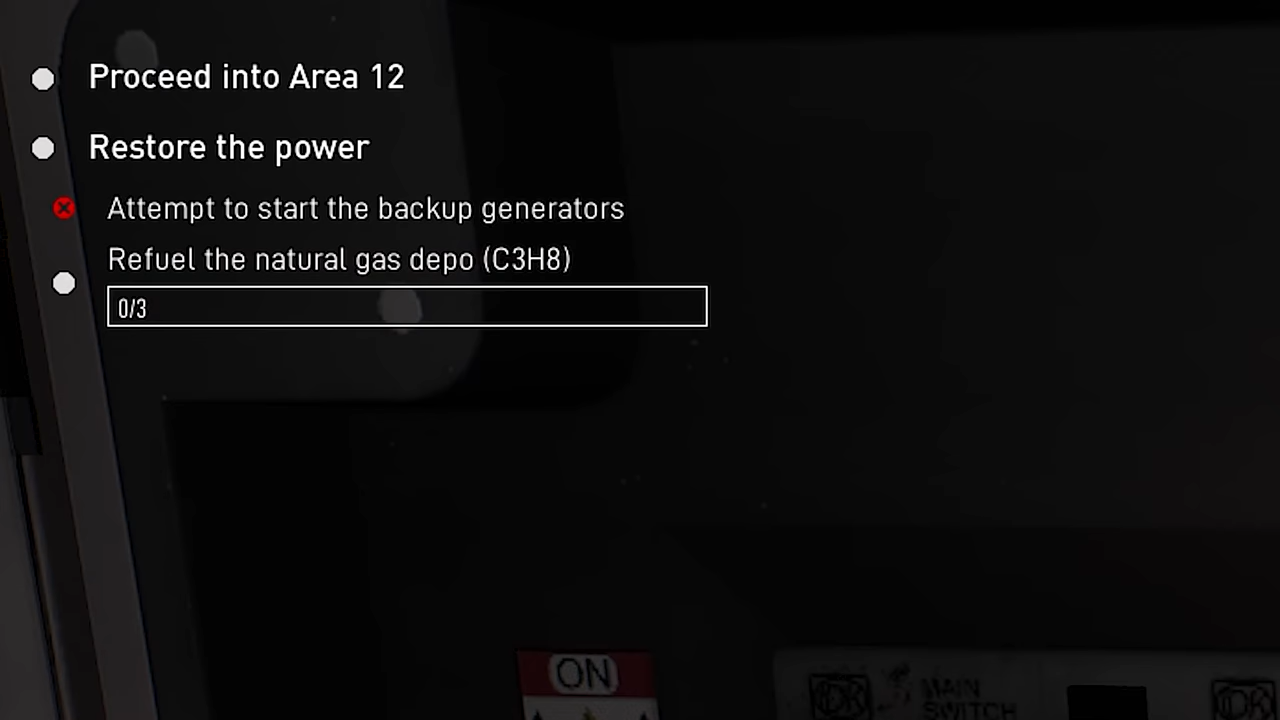 Proceed into Area 12
Restore the power
Attempt to start the backup generators
Refuel the natural gas depo (C3H8)
0/3
ON
MAIN
SWITCH